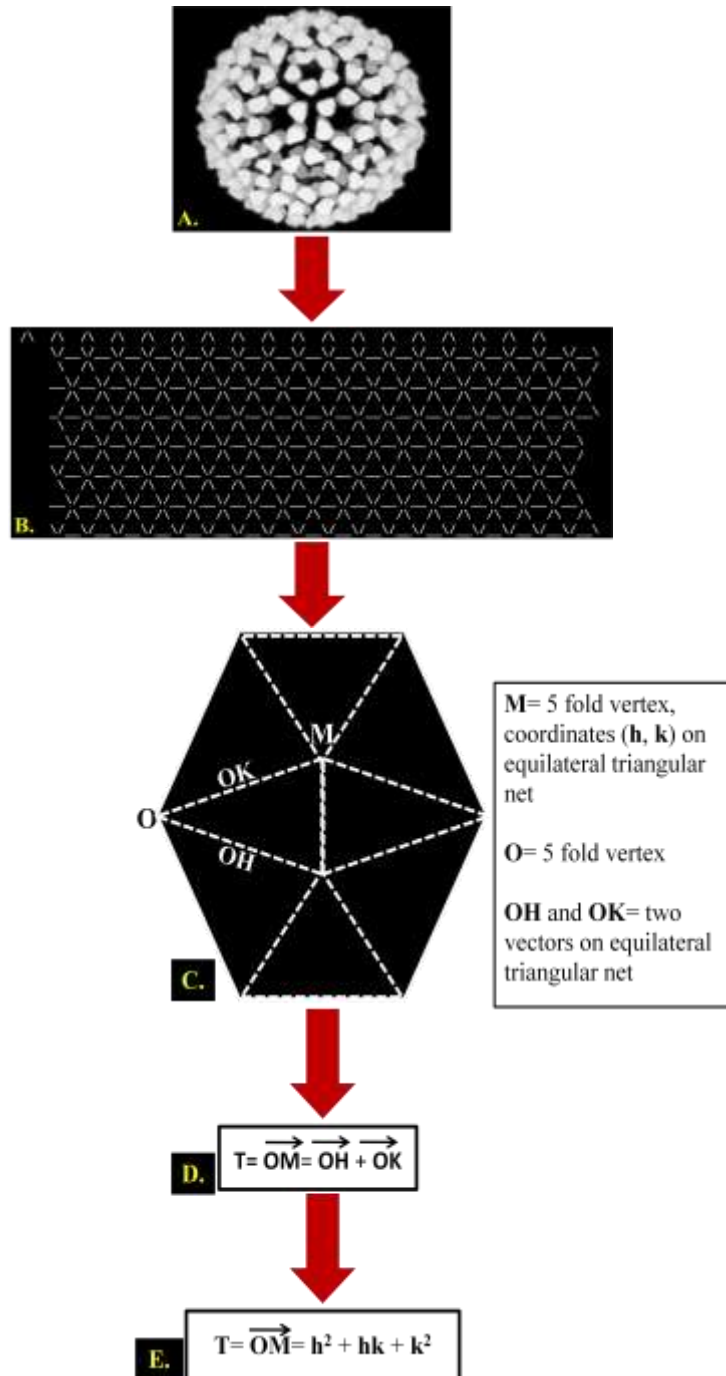 A.
B.
M
OK
O
OH
C.
M= 5 fold vertex,
coordinates (h, k) on
equilateral triangular
net
O= 5 fold vertex
OH and OK= two
vectors on equilateral
triangular net
D.
T= OM= OH + OK
E.
T= OM= h² + hk + k²